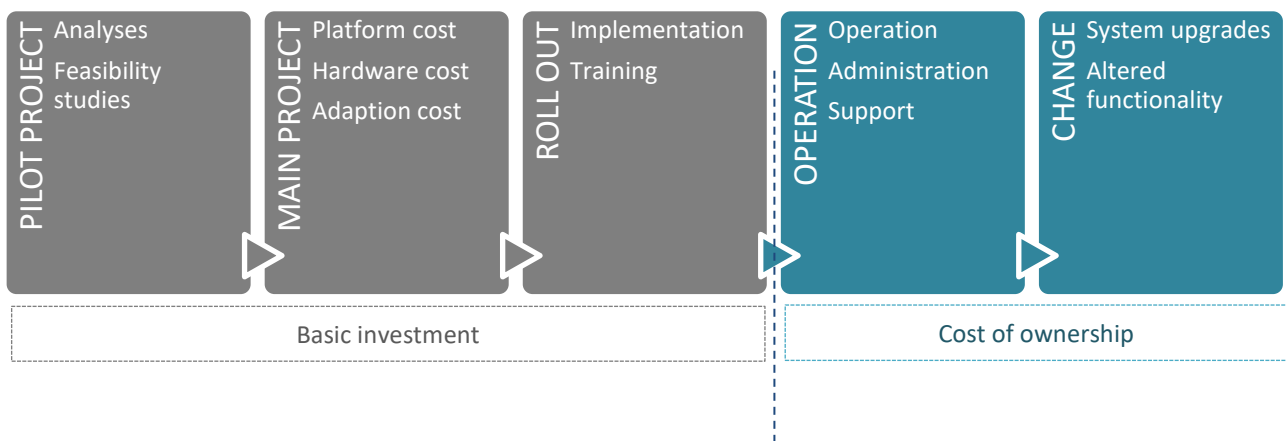 PILOT PROJECT
Analyses
Feasibility
studies
MAIN PROJECT
Platform cost
Hardware cost
Adaption cost
ROLL OUT
Implementation
Training
OPERATION
Operation
Administration
Support
CHANGE
System upgrades
Altered
functionality
Basic investment
Cost of ownership